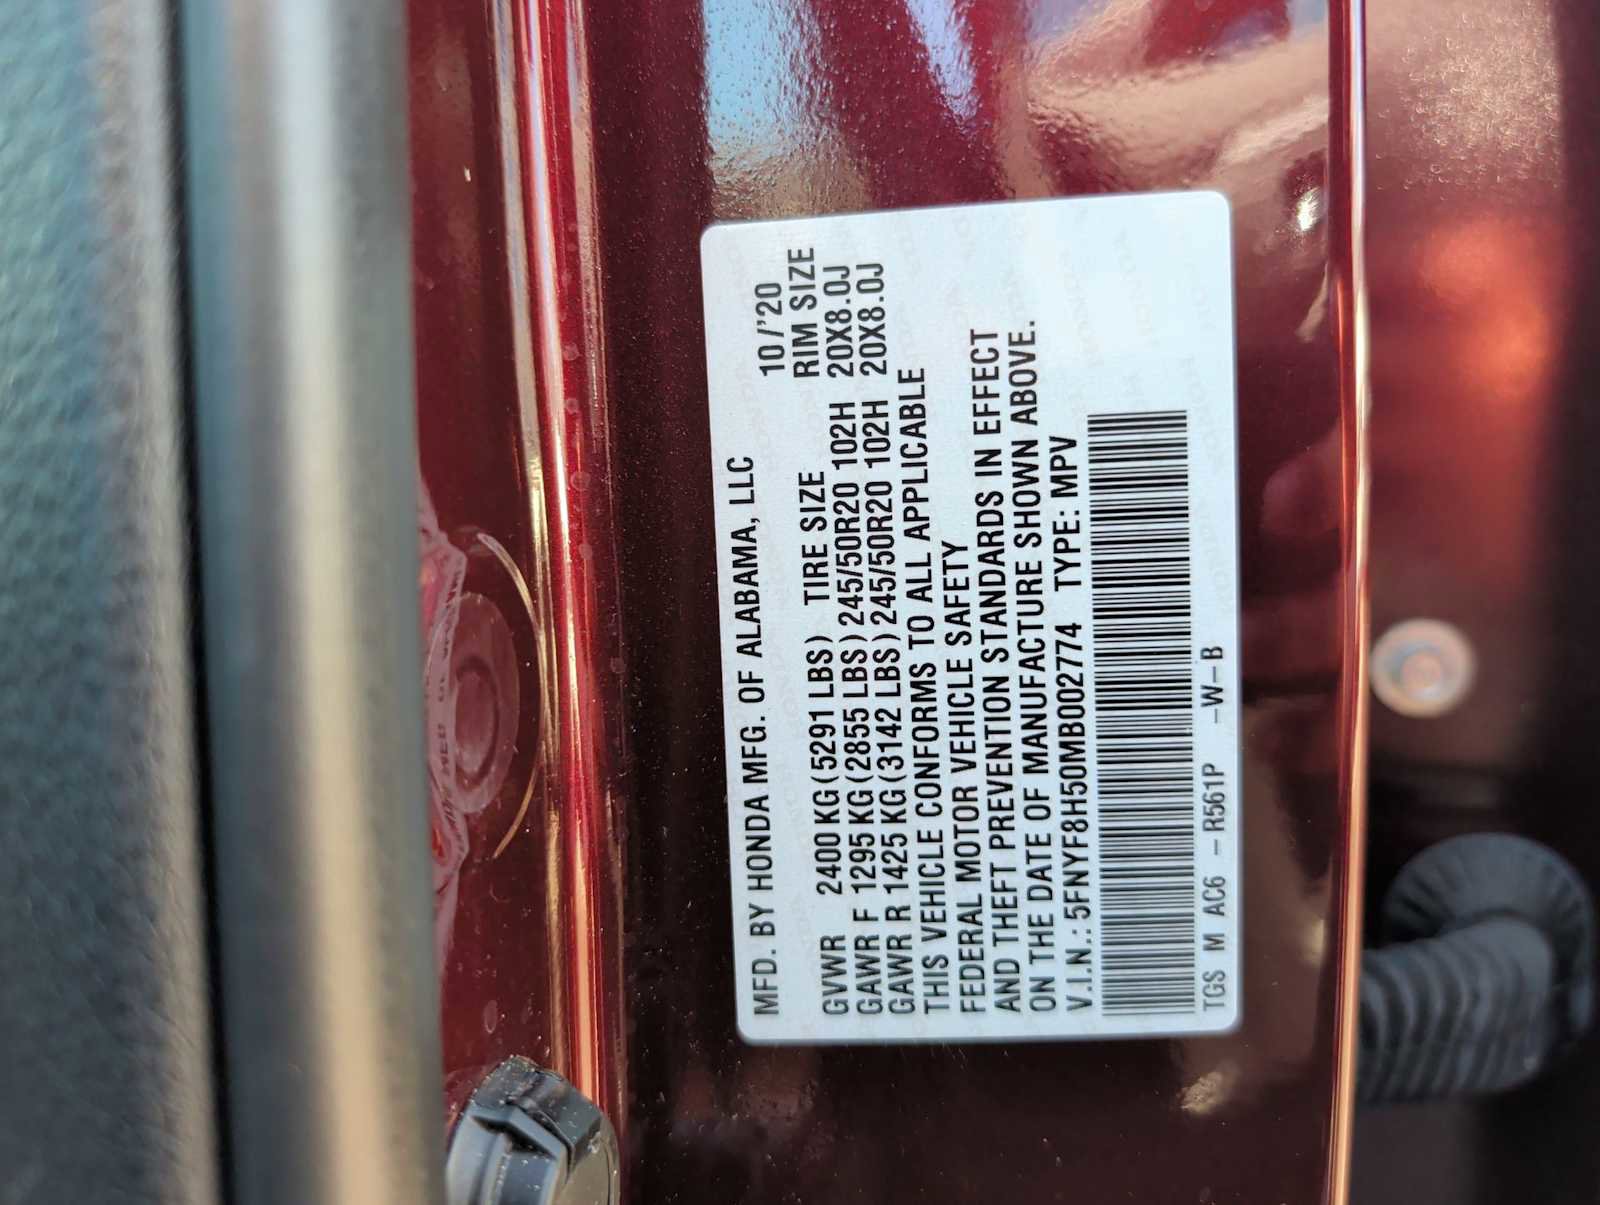 MFD. BY HONDA MFG. OF ALABAMA, LLC 10/'20
GVWR 2400 KG(5291 LBS) TIRE SIZE RIM SIZE
GAWR F 1295 KG(2855 LBS) 245/50R20 102H 20X8.0J
GAWR R 1425 KG(3142 LBS) 245/50R20 102H 20X8.0J
THIS VEHICLE CONFORMS TO ALL APPLICABLE
FEDERAL MOTOR VEHICLE SAFETY
AND THEFT PREVENTION STANDARDS IN EFFECT
ON THE DATE OF MANUFACTURE SHOWN ABOVE.
V.I.N.: 5FNYF8H50MB002774 TYPE: MPV
TGS M AC6 - R561P -W-B